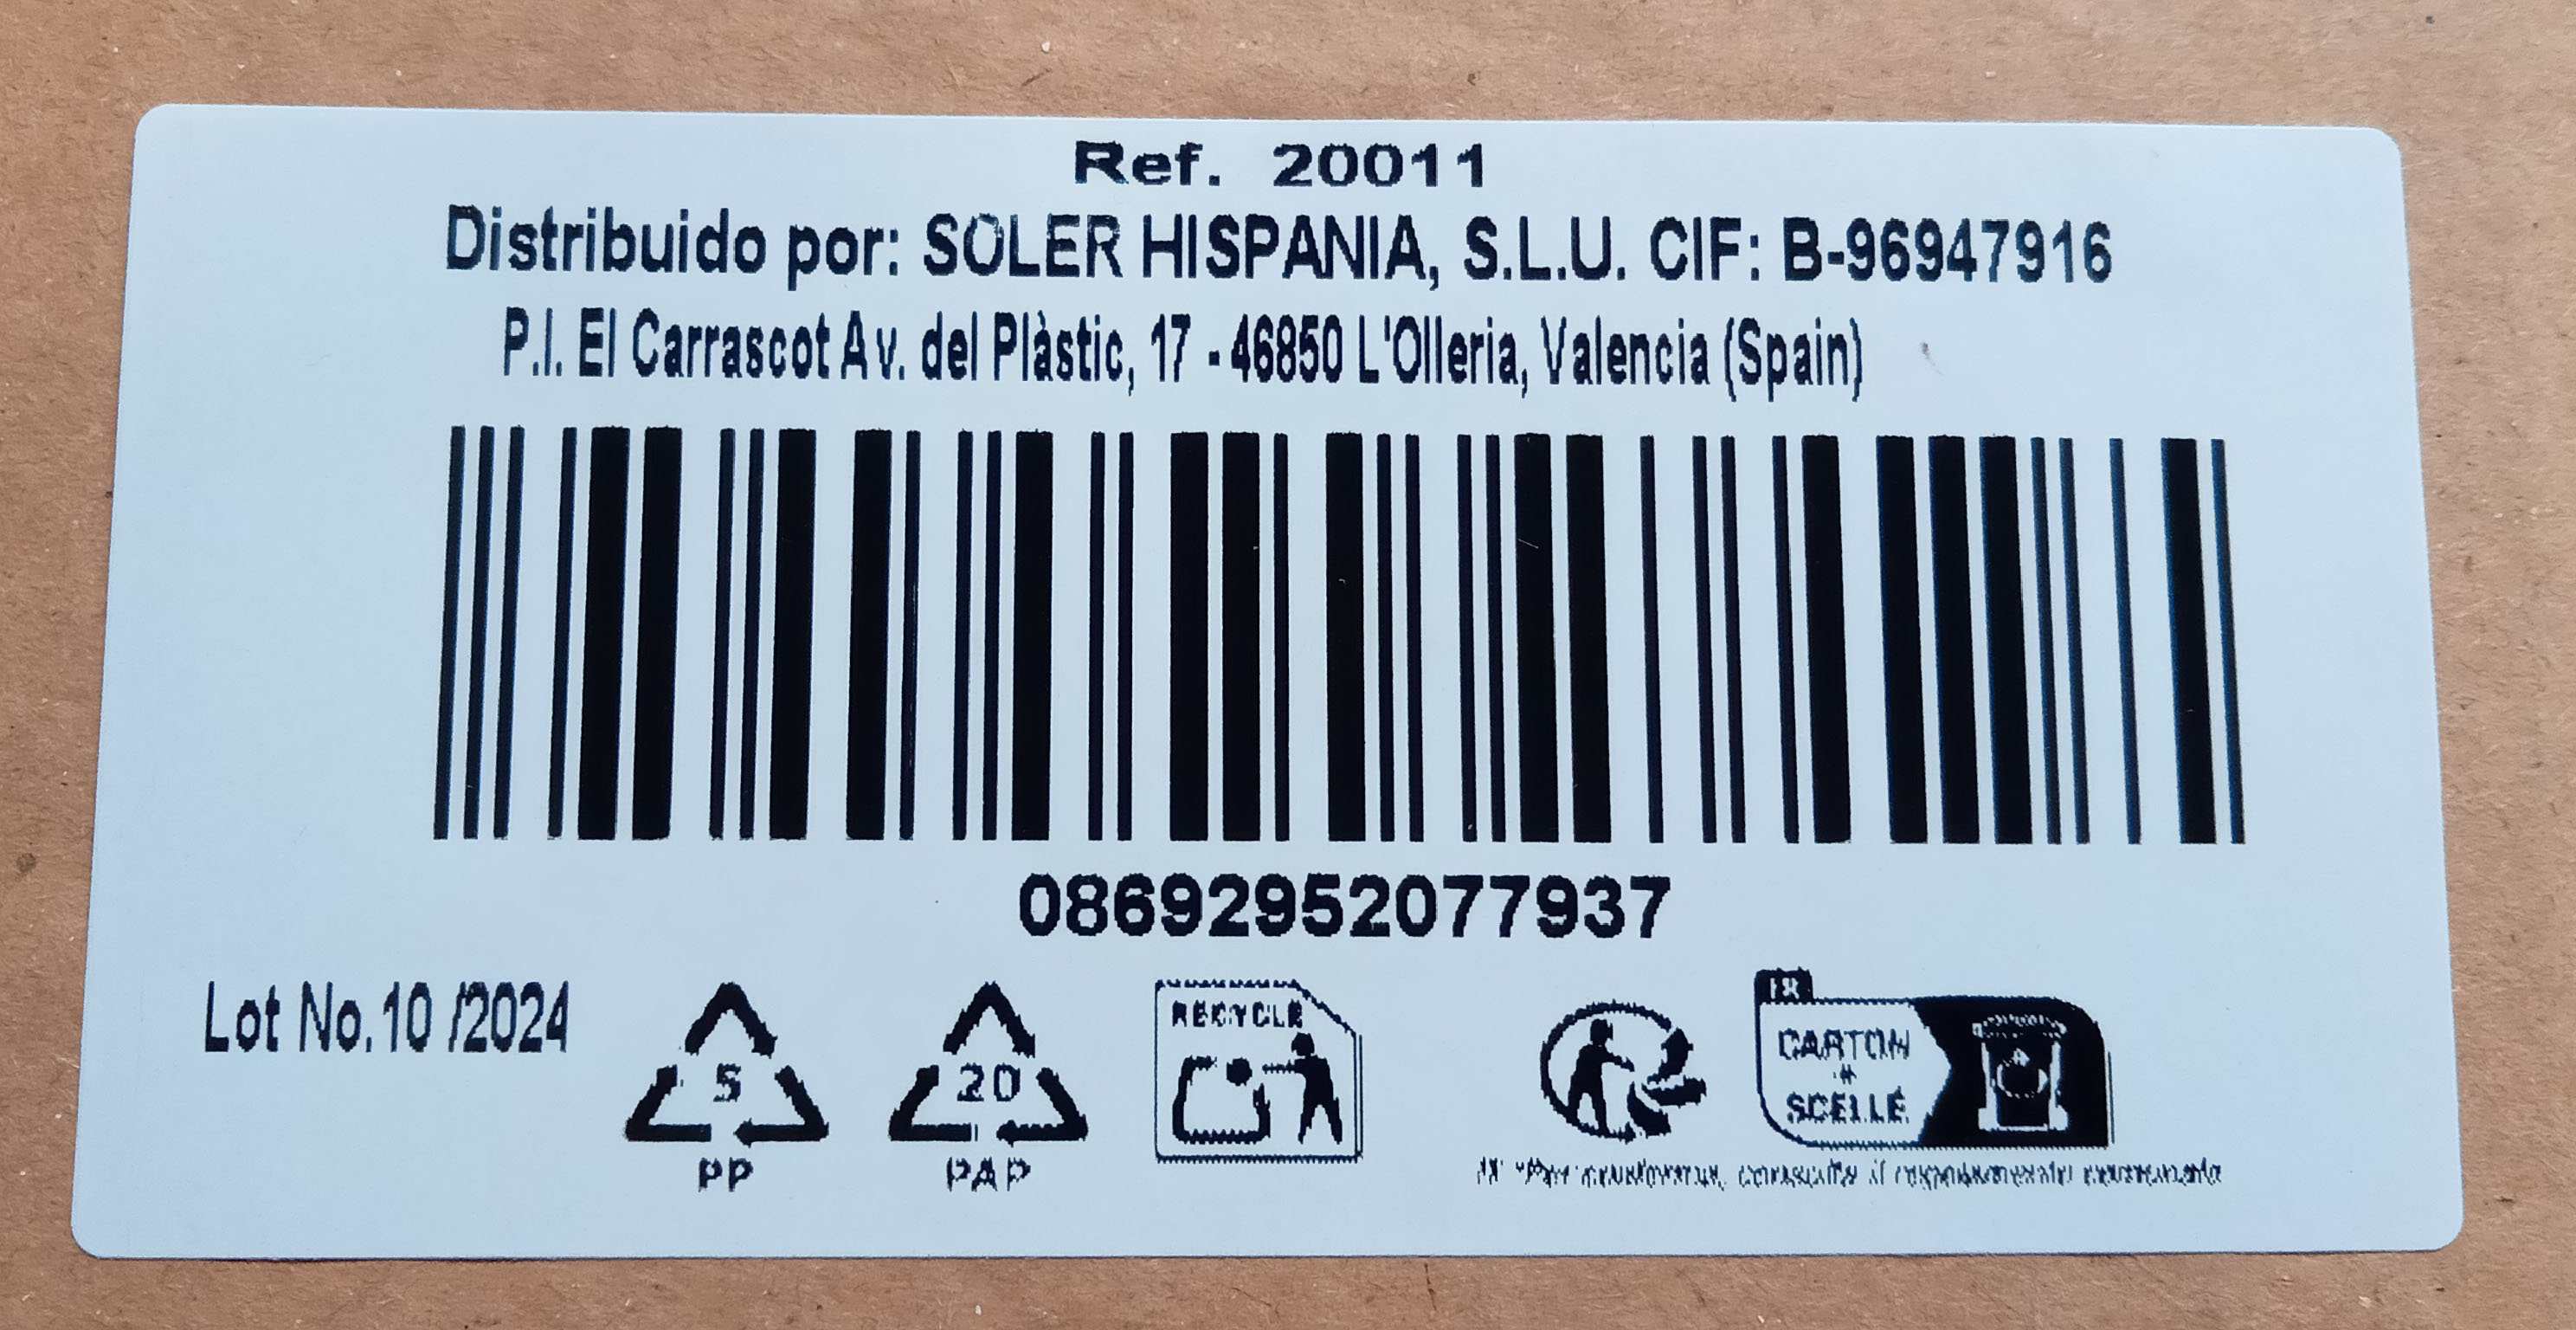 Ref. 20011
Distribuido por: SOLER HISPANIA, S.L.U. CIF: B-96947916
P.I. El Carrascot Av. del Plàstic, 17 - 46850 L'Olleria, Valencia (Spain)
08692952077937
Lot No.10 /2024
5
PP
20
PAP
RECYCLE
CARTON
SCELLÉ